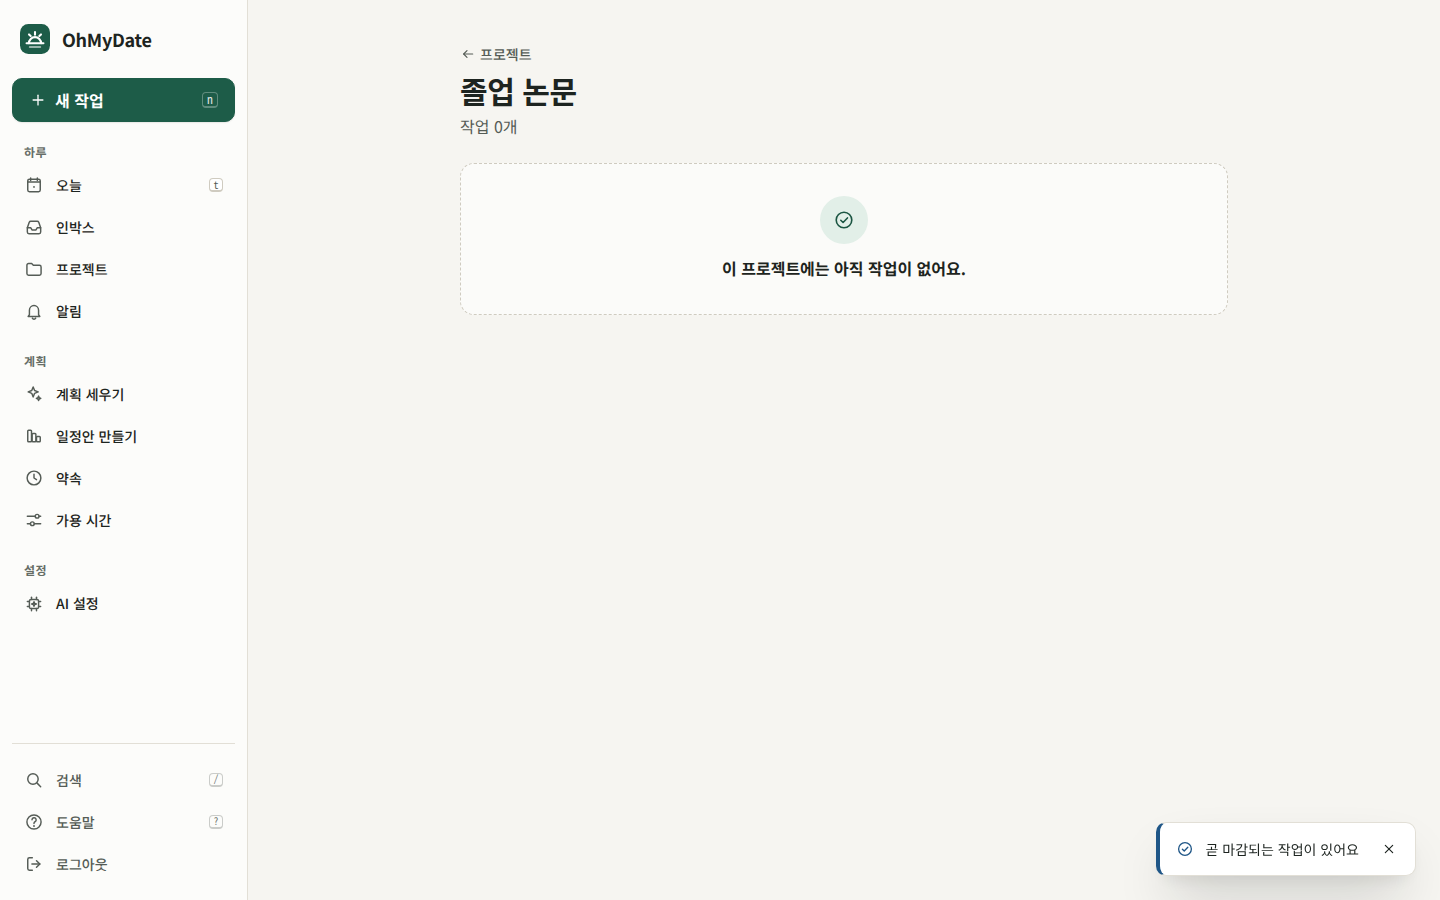 OhMyDate
새 작업 n
하루
오늘 t
인박스
프로젝트
알림
계획
계획 세우기
일정안 만들기
약속
가용 시간
설정
AI 설정
검색 /
도움말 ?
로그아웃
← 프로젝트
졸업 논문
작업 0개
이 프로젝트에는 아직 작업이 없어요.
곧 마감되는 작업이 있어요